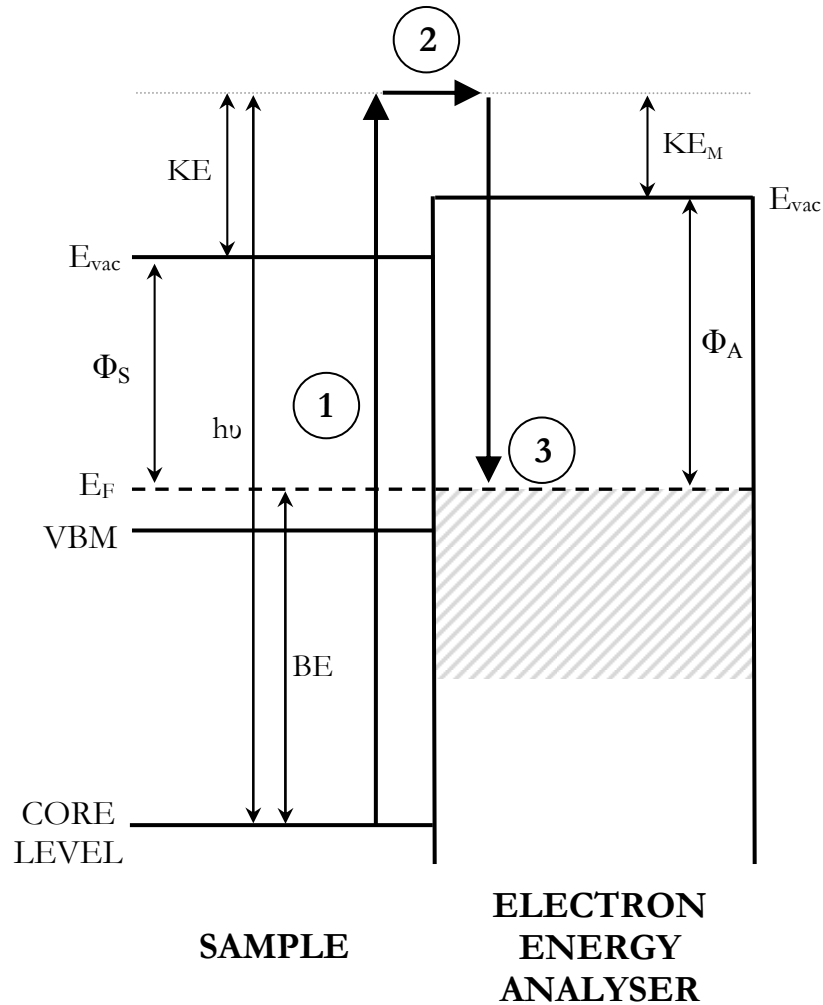 2
KE
KE_M
E_vac
E_vac
Φ_S
Φ_A
1
hυ
3
E_F
VBM
BE
CORE
LEVEL
SAMPLE
ELECTRON
ENERGY
ANALYSER